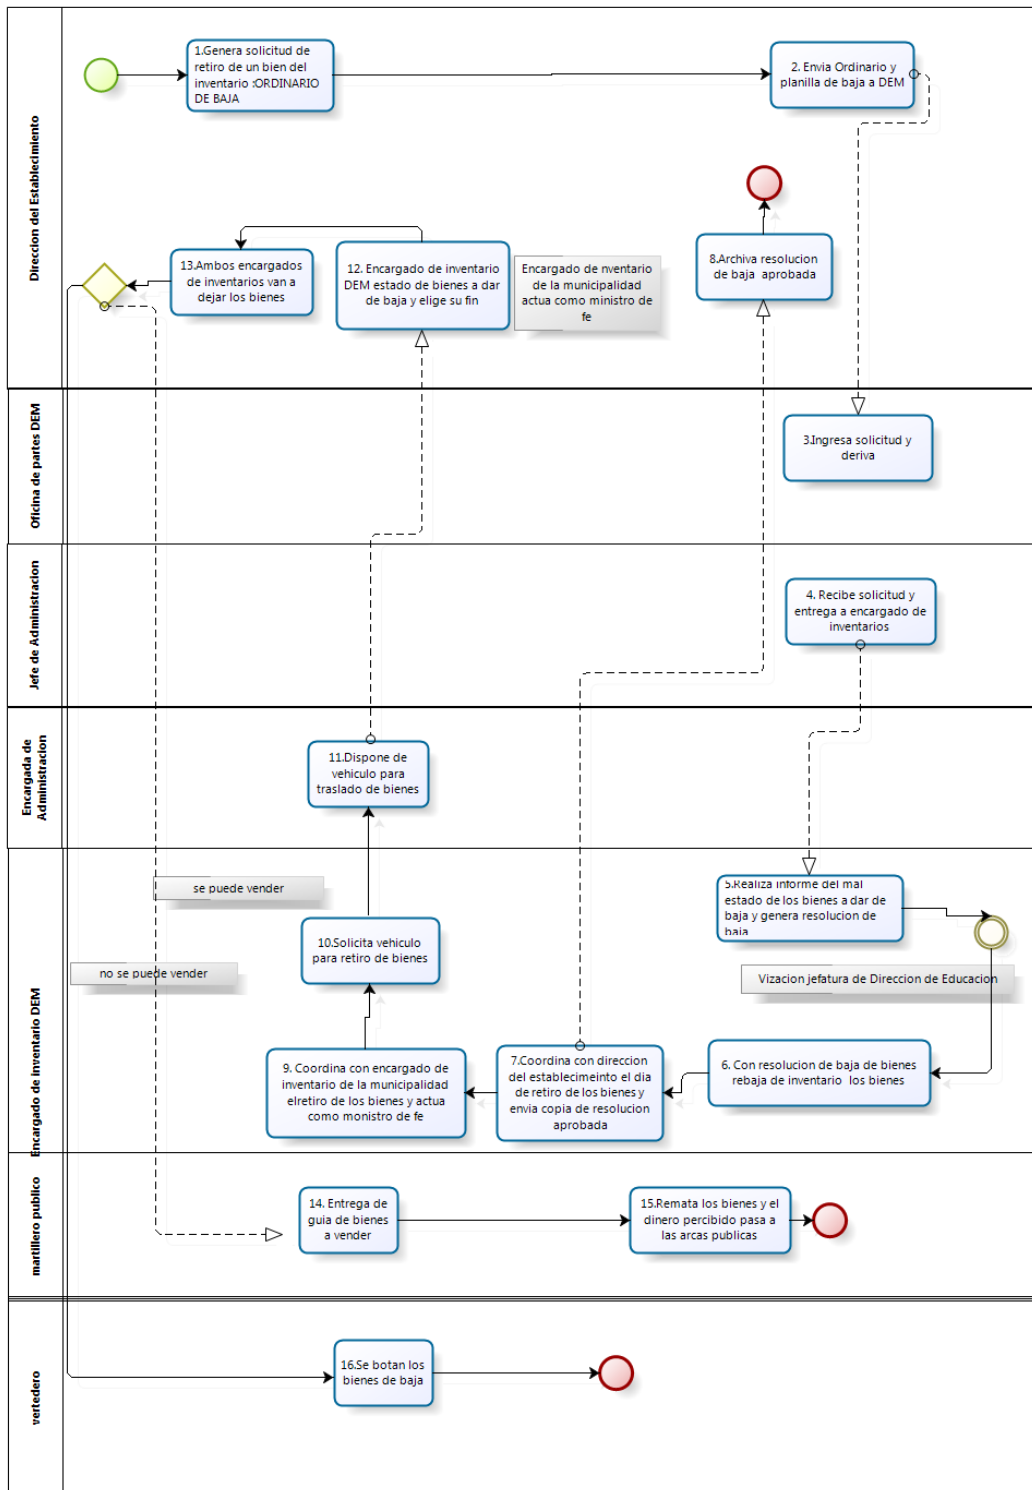 Direccion del Establecimiento
1.Genera solicitud de
retiro de un bien del
inventario :ORDINARIO
DE BAJA
2. Envia Ordinario y
planilla de baja a DEM
13.Ambos encargados
de inventarios van a
dejar los bienes
12. Encargado de inventario
DEM estado de bienes a dar
de baja y elige su fin
Encargado de nventario
de la municipalidad
actua como ministro de
fe
8.Archiva resolucion
de baja aprobada
Oficina de partes DEM
3.Ingresa solicitud y
deriva
Jefe de Administracion
4. Recibe solicitud y
entrega a encargado de
inventarios
Encargada de
Administracion
11.Dispone de
vehiculo para
traslado de bienes
Encargado de inventario DEM
se puede vender
no se puede vender
10.Solicita vehiculo
para retiro de bienes
5.Realiza informe del mal
estado de los bienes a dar de
baja y genera resolucion de
baja
Vizacion jefatura de Direccion de Educacion
9. Coordina con encargado de
inventario de la municipalidad
elretiro de los bienes y actua
como monistro de fe
7.Coordina con direccion
del establecimeinto el dia
de retiro de los bienes y
envia copia de resolucion
aprobada
6. Con resolucion de baja de bienes
rebaja de inventario los bienes
martillero publico
14. Entrega de
guia de bienes
a vender
15.Remata los bienes y el
dinero percibido pasa a
las arcas publicas
vertedero
16.Se botan los
bienes de baja